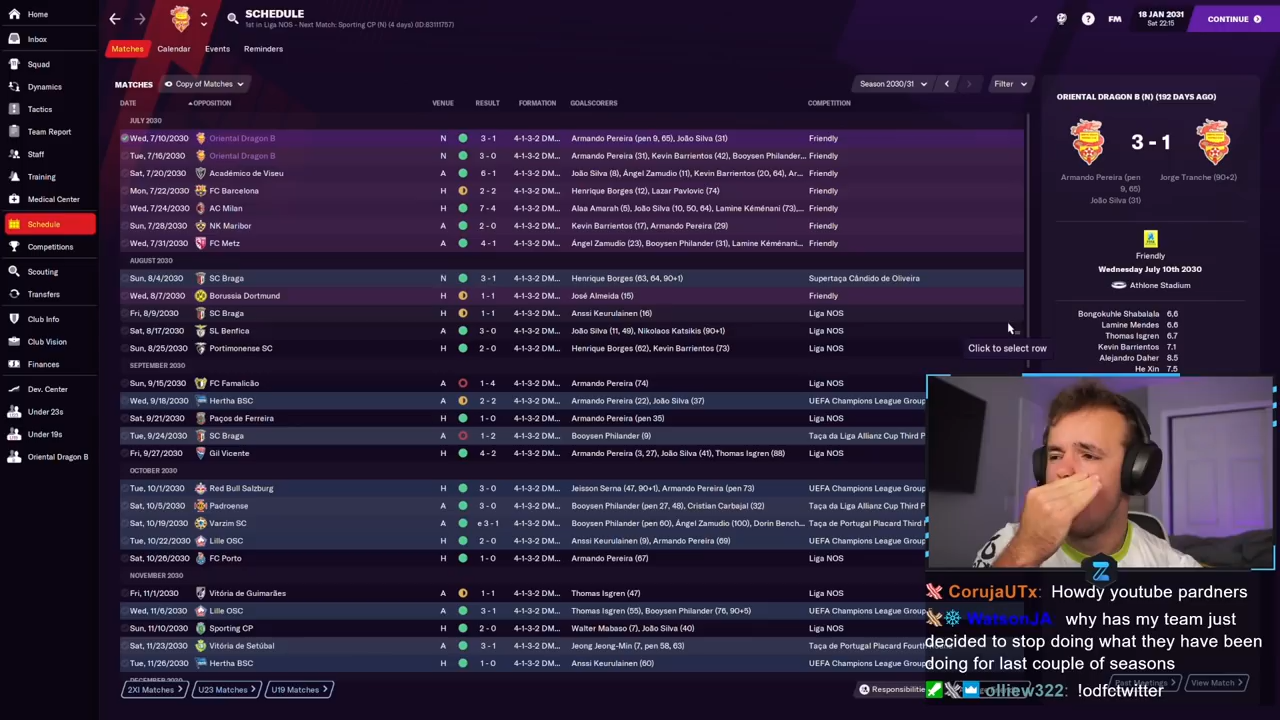 Home
Inbox
Squad
Dynamics
Tactics
Team Report
Staff
Training
Medical Center
Schedule
Competitions
Scouting
Transfers
Club Info
Club Vision
Finances
Dev. Center
Under 23s
Under 19s
Oriental Dragon B
SCHEDULE
1st in Liga NOS - Next Match: Sporting CP (N) (4 days) (ID:83111757)
FM
18 JAN 2031
Sat 22:15
CONTINUE
Matches Calendar Events Reminders
MATCHES Copy of Matches Season 2030/31 Filter
DATE OPPOSITION VENUE RESULT FORMATION GOALSCORERS COMPETITION
JULY 2030
Wed, 7/10/2030 Oriental Dragon B N 3 - 1 4-1-3-2 DM... Armando Pereira (pen 9, 65), João Silva (31) Friendly
Tue, 7/16/2030 Oriental Dragon B N 3 - 0 4-1-3-2 DM... Armando Pereira (31), Kevin Barrientos (42), Booysen Philander... Friendly
Sat, 7/20/2030 Académico de Viseu A 6 - 1 4-1-3-2 DM... João Silva (8), Ángel Zamudio (11), Kevin Barrientos (20, 64), Ar... Friendly
Mon, 7/22/2030 FC Barcelona H 2 - 2 4-1-3-2 DM... Henrique Borges (12), Lazar Pavlovic (74) Friendly
Wed, 7/24/2030 AC Milan H 7 - 4 4-1-3-2 DM... Alaa Amarah (5), João Silva (10, 50, 64), Lamine Kéménani (73),... Friendly
Sun, 7/28/2030 NK Maribor A 2 - 0 4-1-3-2 DM... Kevin Barrientos (17), Armando Pereira (29) Friendly
Wed, 7/31/2030 FC Metz A 4 - 1 4-1-3-2 DM... Ángel Zamudio (23), Booysen Philander (31), Lamine Kéménani... Friendly
AUGUST 2030
Sun, 8/4/2030 SC Braga N 3 - 1 4-1-3-2 DM... Henrique Borges (63, 64, 90+1) Supertaça Cândido de Oliveira
Wed, 8/7/2030 Borussia Dortmund H 1 - 1 4-1-3-2 DM... José Almeida (15) Friendly
Fri, 8/9/2030 SC Braga H 1 - 1 4-1-3-2 DM... Anssi Keurulainen (16) Liga NOS
Sat, 8/17/2030 SL Benfica A 3 - 0 4-1-3-2 DM... João Silva (11, 49), Nikolaos Katsikis (90+1) Liga NOS
Sun, 8/25/2030 Portimonense SC H 2 - 0 4-1-3-2 DM... Henrique Borges (62), Kevin Barrientos (73) Liga NOS
SEPTEMBER 2030
Sun, 9/15/2030 FC Famalicão A 1 - 4 4-1-3-2 DM... Armando Pereira (74) Liga NOS
Wed, 9/18/2030 Hertha BSC A 2 - 2 4-1-3-2 DM... Armando Pereira (22), João Silva (37) UEFA Champions League Group
Sat, 9/21/2030 Paços de Ferreira H 1 - 0 4-1-3-2 DM... Armando Pereira (pen 35) Liga NOS
Tue, 9/24/2030 SC Braga A 1 - 2 4-1-3-2 DM... Booysen Philander (9) Taça da Liga Allianz Cup Third P
Fri, 9/27/2030 Gil Vicente H 4 - 2 4-1-3-2 DM... Armando Pereira (3, 27), João Silva (41), Thomas Isgren (88) Liga NOS
OCTOBER 2030
Tue, 10/1/2030 Red Bull Salzburg H 3 - 0 4-1-3-2 DM... Jeisson Serna (47, 90+1), Armando Pereira (pen 73) UEFA Champions League Group
Sat, 10/5/2030 Padroense H 3 - 0 4-1-3-2 DM... Booysen Philander (pen 27, 48), Cristian Carbajal (32) Taça da Liga Allianz Cup Third P
Sat, 10/19/2030 Varzim SC A e 3 - 1 4-1-3-2 DM... Booysen Philander (pen 60), Ángel Zamudio (100), Dorin Bench... Taça de Portugal Placard Third
Tue, 10/22/2030 Lille OSC H 2 - 0 4-1-3-2 DM... Anssi Keurulainen (9), Armando Pereira (69) UEFA Champions League Group
Sat, 10/26/2030 FC Porto H 1 - 0 4-1-3-2 DM... Armando Pereira (67) Liga NOS
NOVEMBER 2030
Fri, 11/1/2030 Vitória de Guimarães A 1 - 1 4-1-3-2 DM... Thomas Isgren (47) Liga NOS
Wed, 11/6/2030 Lille OSC A 3 - 1 4-1-3-2 DM... Thomas Isgren (55), Booysen Philander (76, 90+5) UEFA Champions League Group
Sun, 11/10/2030 Sporting CP H 2 - 0 4-1-3-2 DM... Walter Mabaso (7), João Silva (40) Liga NOS
Sat, 11/23/2030 Vitória de Setúbal A 3 - 1 4-1-3-2 DM... Jeong Jeong-Min (7, pen 58, 63) Taça de Portugal Placard Fourth
Tue, 11/26/2030 Hertha BSC H 1 - 0 4-1-3-2 DM... Anssi Keurulainen (60) UEFA Champions League Group
2XI Matches U23 Matches U19 Matches Responsibilitie
Click to select row
ORIENTAL DRAGON B (N) (192 DAYS AGO)
3 - 1
Armando Pereira (pen
9, 65)
João Silva (31)
Jorge Tranche (90+2)
Friendly
Wednesday July 10th 2030
Athlone Stadium
Bongokuhle Shabalala 6.6
Lamine Mendes 6.6
Thomas Isgren 6.7
Kevin Barrientos 7.1
Alejandro Daher 8.5
He Xin 7.5
CorujaUTx: Howdy youtube pardners
WatsonJA: why has my team just
decided to stop doing what they have been
doing for last couple of seasons
olliew322: !odfctwitter
Past Meetings View Match